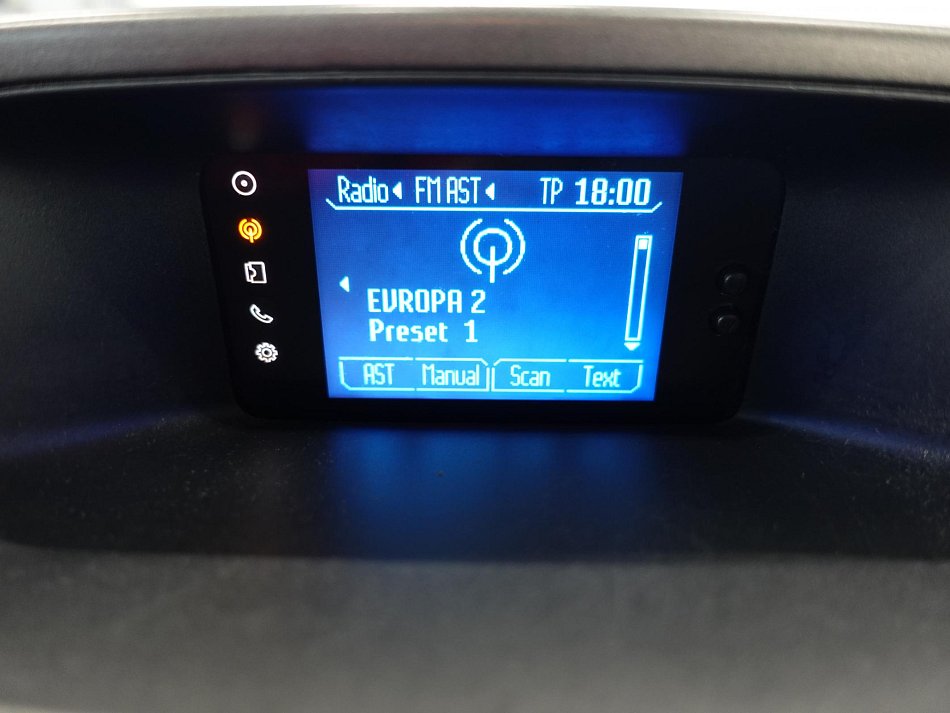 Radio FM AST TP 18:00
EVROPA 2
Preset 1
AST Manual Scan Text